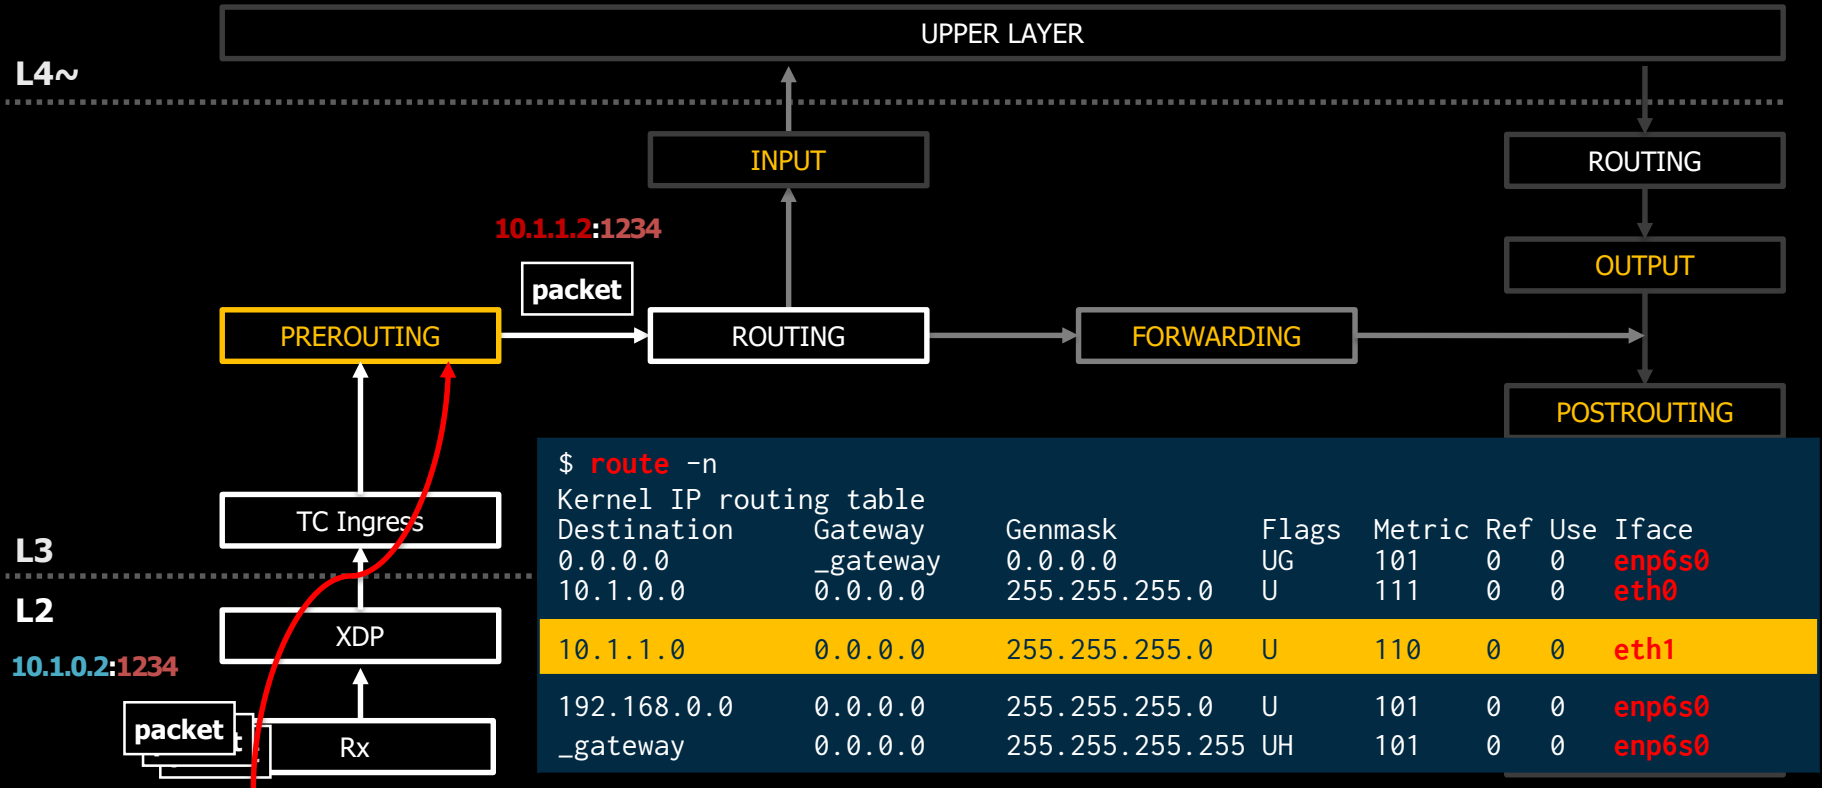 UPPER LAYER
L4~
INPUT
ROUTING
10.1.1.2:1234
packet
OUTPUT
PREROUTING
ROUTING
FORWARDING
POSTROUTING
TC Ingress
L3
L2
XDP
10.1.0.2:1234
packet
Rx
$ route -n
Kernel IP routing table
Destination Gateway Genmask Flags Metric Ref Use Iface
0.0.0.0 _gateway 0.0.0.0 UG 101 0 0 enp6s0
10.1.0.0 0.0.0.0 255.255.255.0 U 111 0 0 eth0
10.1.1.0 0.0.0.0 255.255.255.0 U 110 0 0 eth1
192.168.0.0 0.0.0.0 255.255.255.0 U 101 0 0 enp6s0
_gateway 0.0.0.0 255.255.255.255 UH 101 0 0 enp6s0